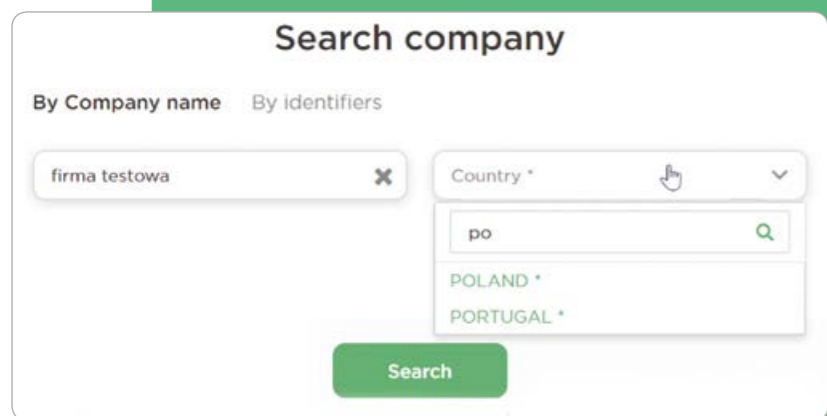 Search company
By Company name By identifiers
firma testowa
Country *
po
POLAND *
PORTUGAL *
Search